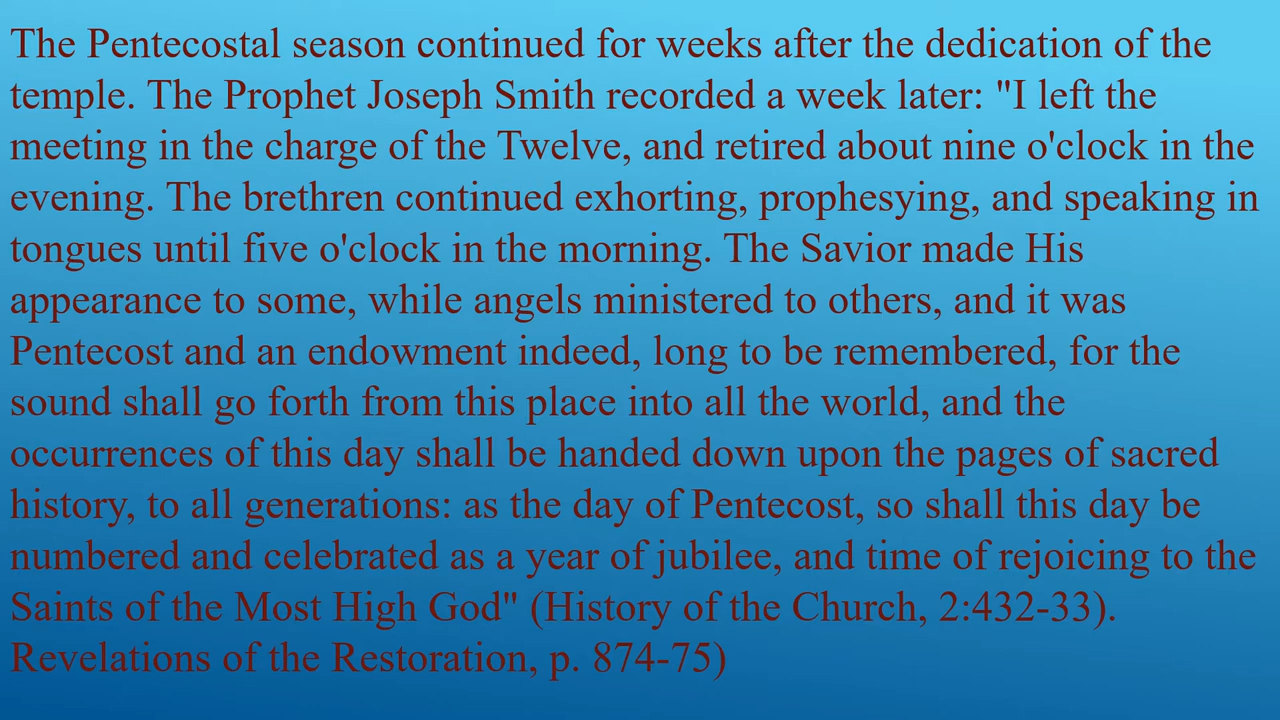 The Pentecostal season continued for weeks after the dedication of the
temple. The Prophet Joseph Smith recorded a week later: "I left the
meeting in the charge of the Twelve, and retired about nine o'clock in the
evening. The brethren continued exhorting, prophesying, and speaking in
tongues until five o'clock in the morning. The Savior made His
appearance to some, while angels ministered to others, and it was
Pentecost and an endowment indeed, long to be remembered, for the
sound shall go forth from this place into all the world, and the
occurrences of this day shall be handed down upon the pages of sacred
history, to all generations: as the day of Pentecost, so shall this day be
numbered and celebrated as a year of jubilee, and time of rejoicing to the
Saints of the Most High God" (History of the Church, 2:432-33).
Revelations of the Restoration, p. 874-75)